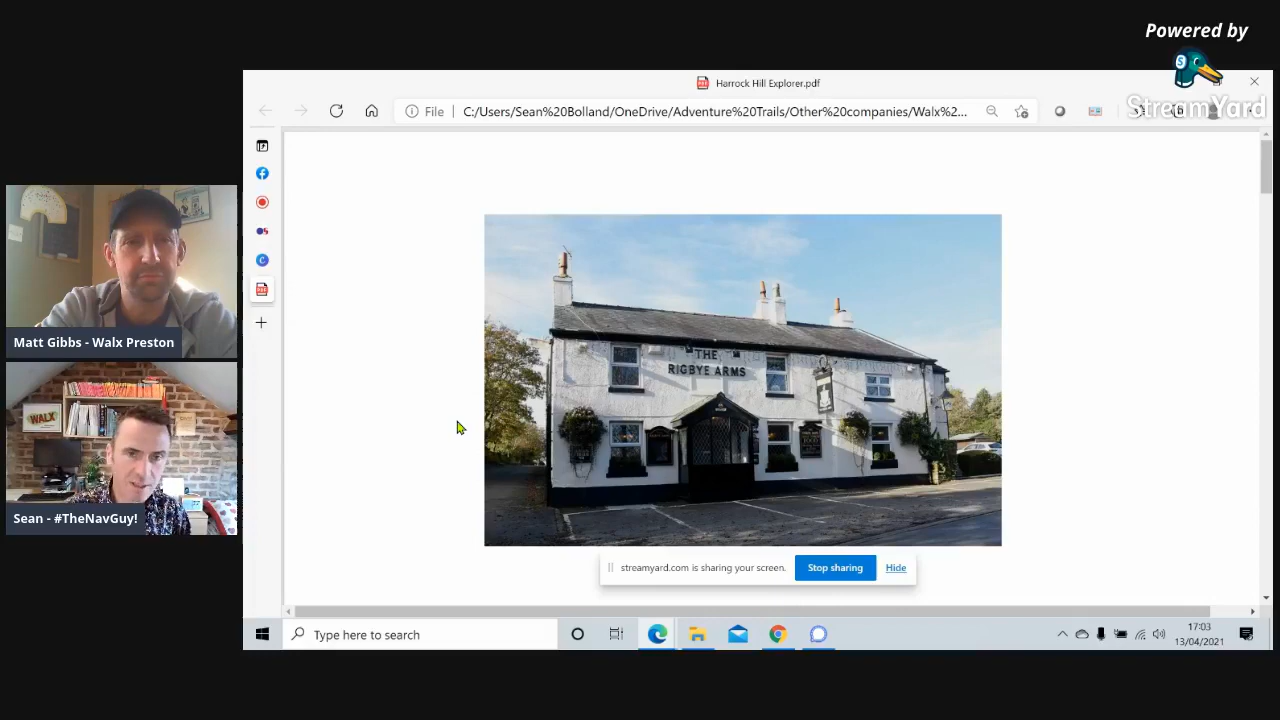 Powered by
StreamYard
Harrock Hill Explorer.pdf
File
C:/Users/Sean%20Bolland/OneDrive/Adventure%20Trails/Other%20companies/Walx%2...
THE
RIGBYE ARMS
WALX
Matt Gibbs - Walx Preston
Sean - #TheNavGuy!
streamyard.com is sharing your screen.
Stop sharing
Hide
Type here to search
17:03
13/04/2021